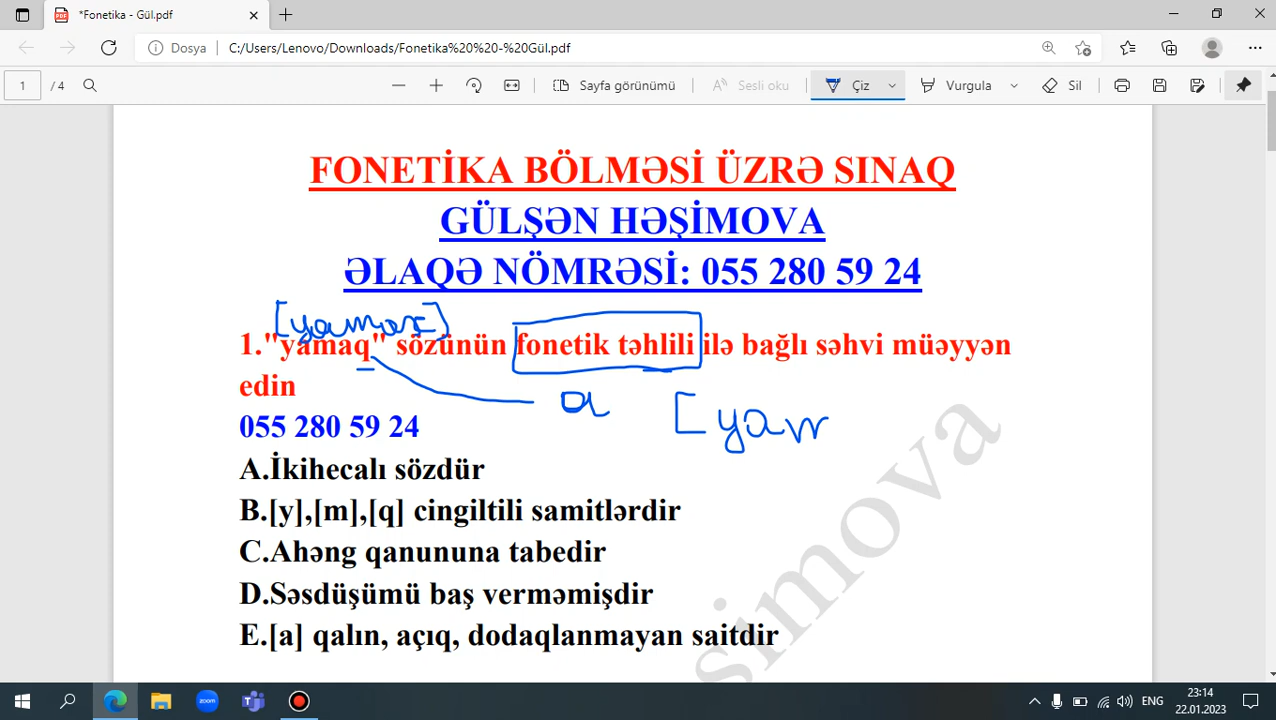 *Fonetika - Gül.pdf
Dosya C:/Users/Lenovo/Downloads/Fonetika%20%20-%20Gül.pdf
1 / 4 Sayfa görünümü Sesli oku Çiz Vurgula Sil
FONETİKA BÖLMƏSİ ÜZRƏ SINAQ
GÜLŞƏN HƏŞİMOVA
ƏLAQƏ NÖMRƏSİ: 055 280 59 24
[yamax]
1."yamaq" sözünün fonetik təhlili ilə bağlı səhvi müəyyən
edin
a [yam
055 280 59 24
A.İkihecalı sözdür
B.[y],[m],[q] cingiltili samitlərdir
C.Ahəng qanununa tabedir
D.Səsdüşümü baş verməmişdir
E.[a] qalın, açıq, dodaqlanmayan saitdir
simova
zoom
ENG 23:14
22.01.2023